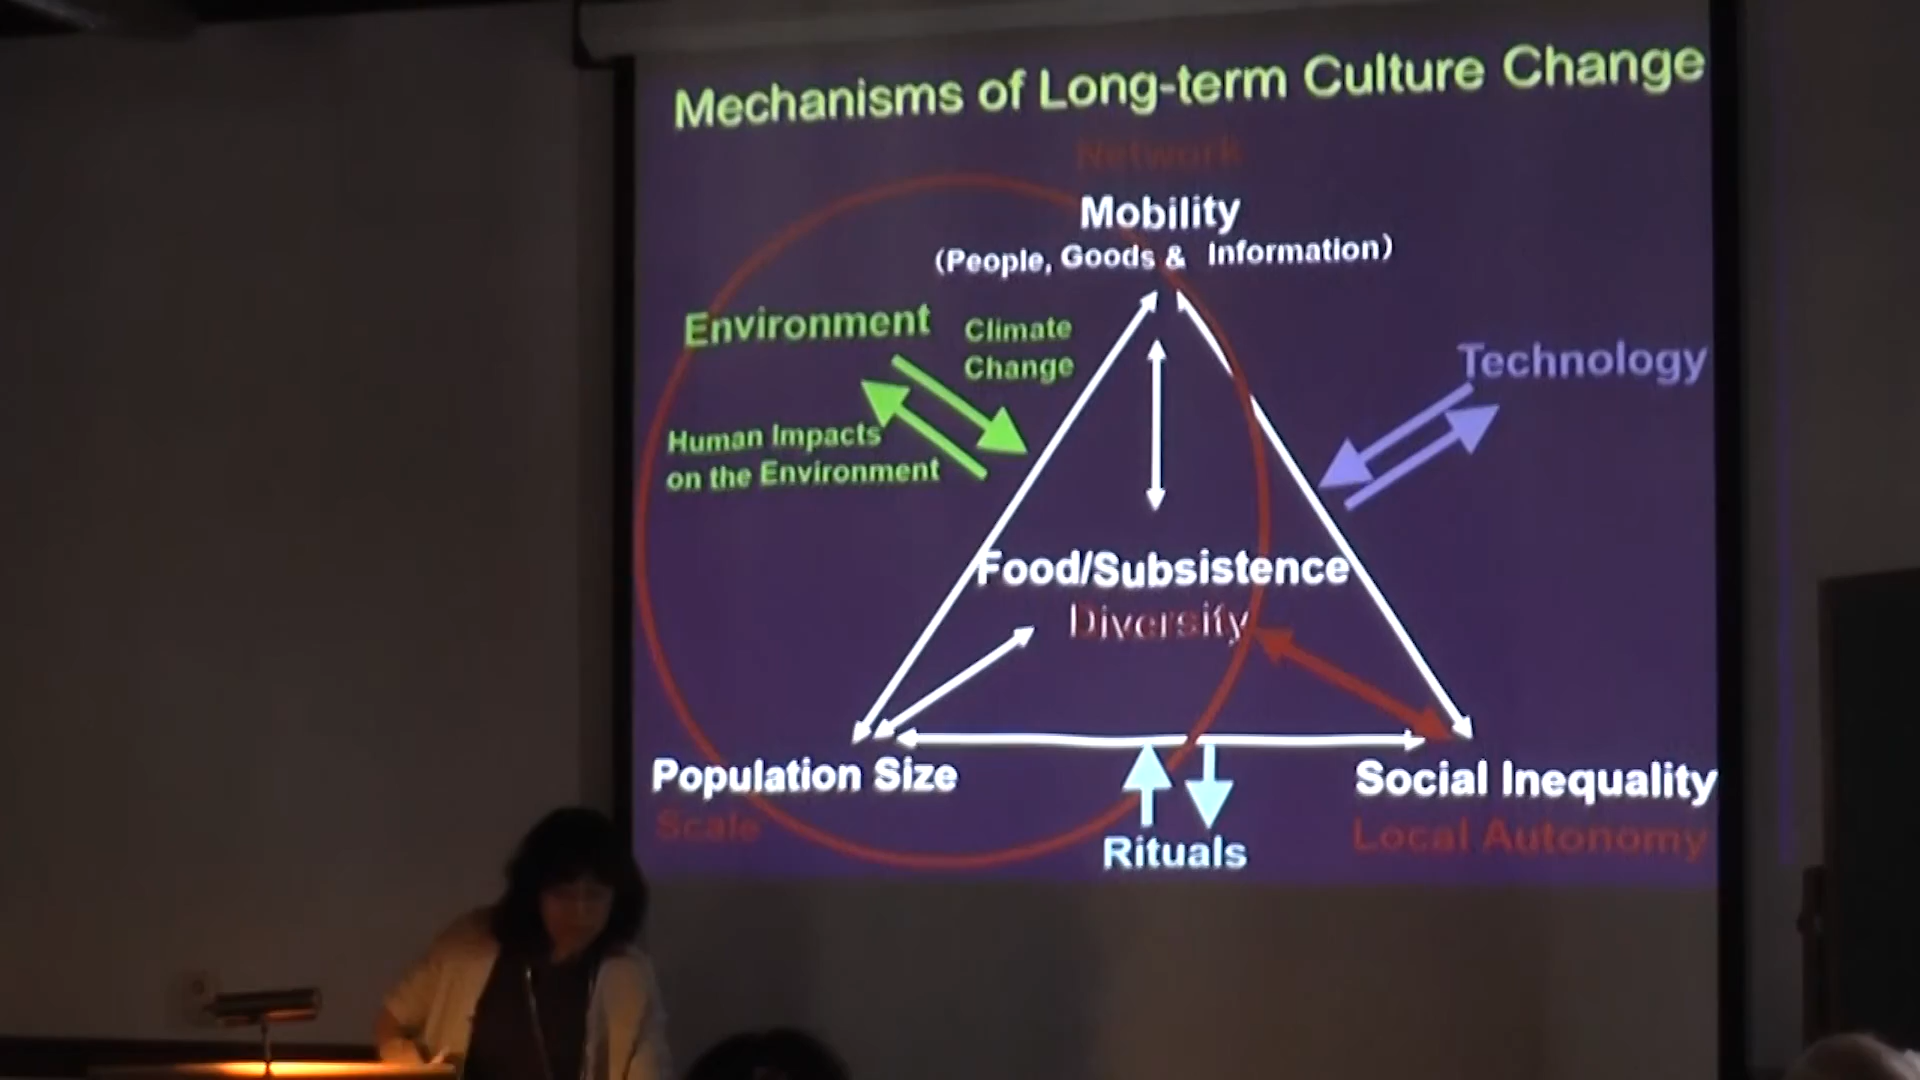 Mechanisms of Long-term Culture Change
Network
Mobility
(People, Goods & Information)
Environment
Climate
Change
Technology
Human Impacts
on the Environment
Food/Subsistence
Diversity
Population Size
Social Inequality
Scale
Local Autonomy
Rituals